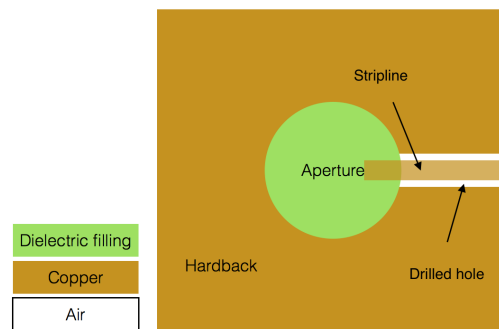 Stripline
Aperture
Dielectric filling
Hardback
Copper
Drilled hole
Air